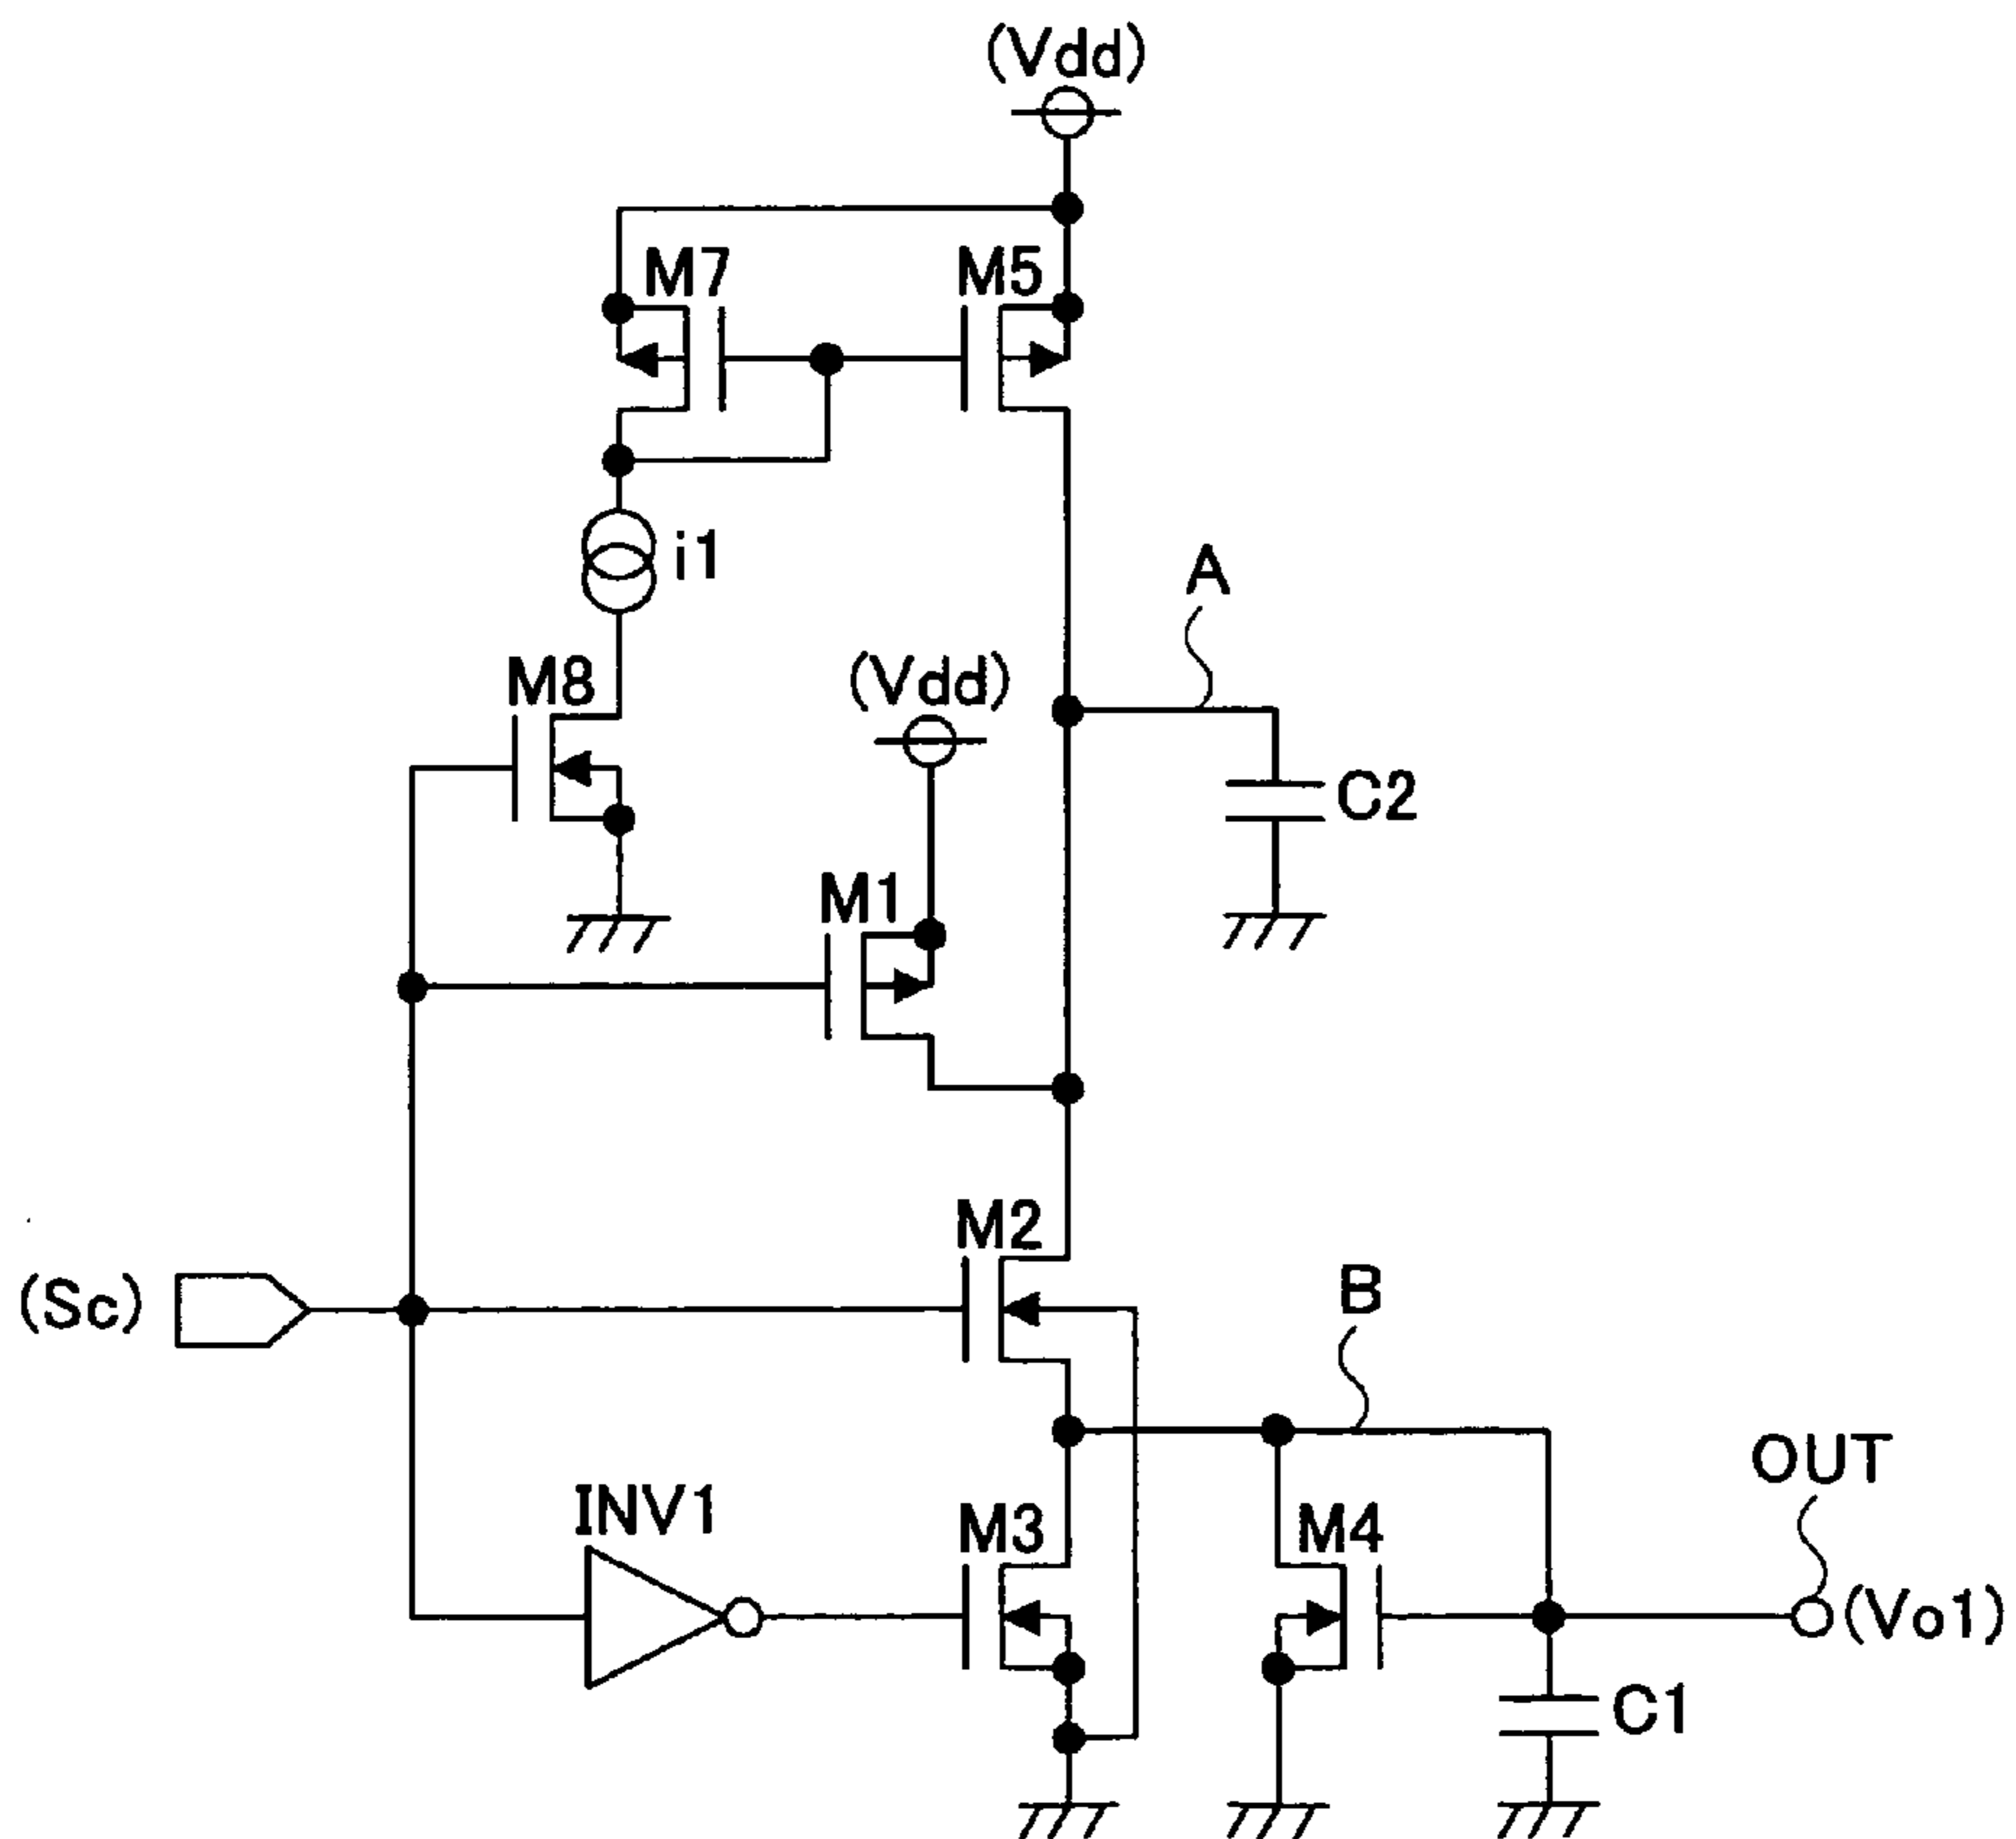 (Vdd)
M7
M5
i1
A
M8
(Vdd)
C2
M1
M2
(Sc)
B
OUT
INV1
M3
M4
(Vo1)
C1